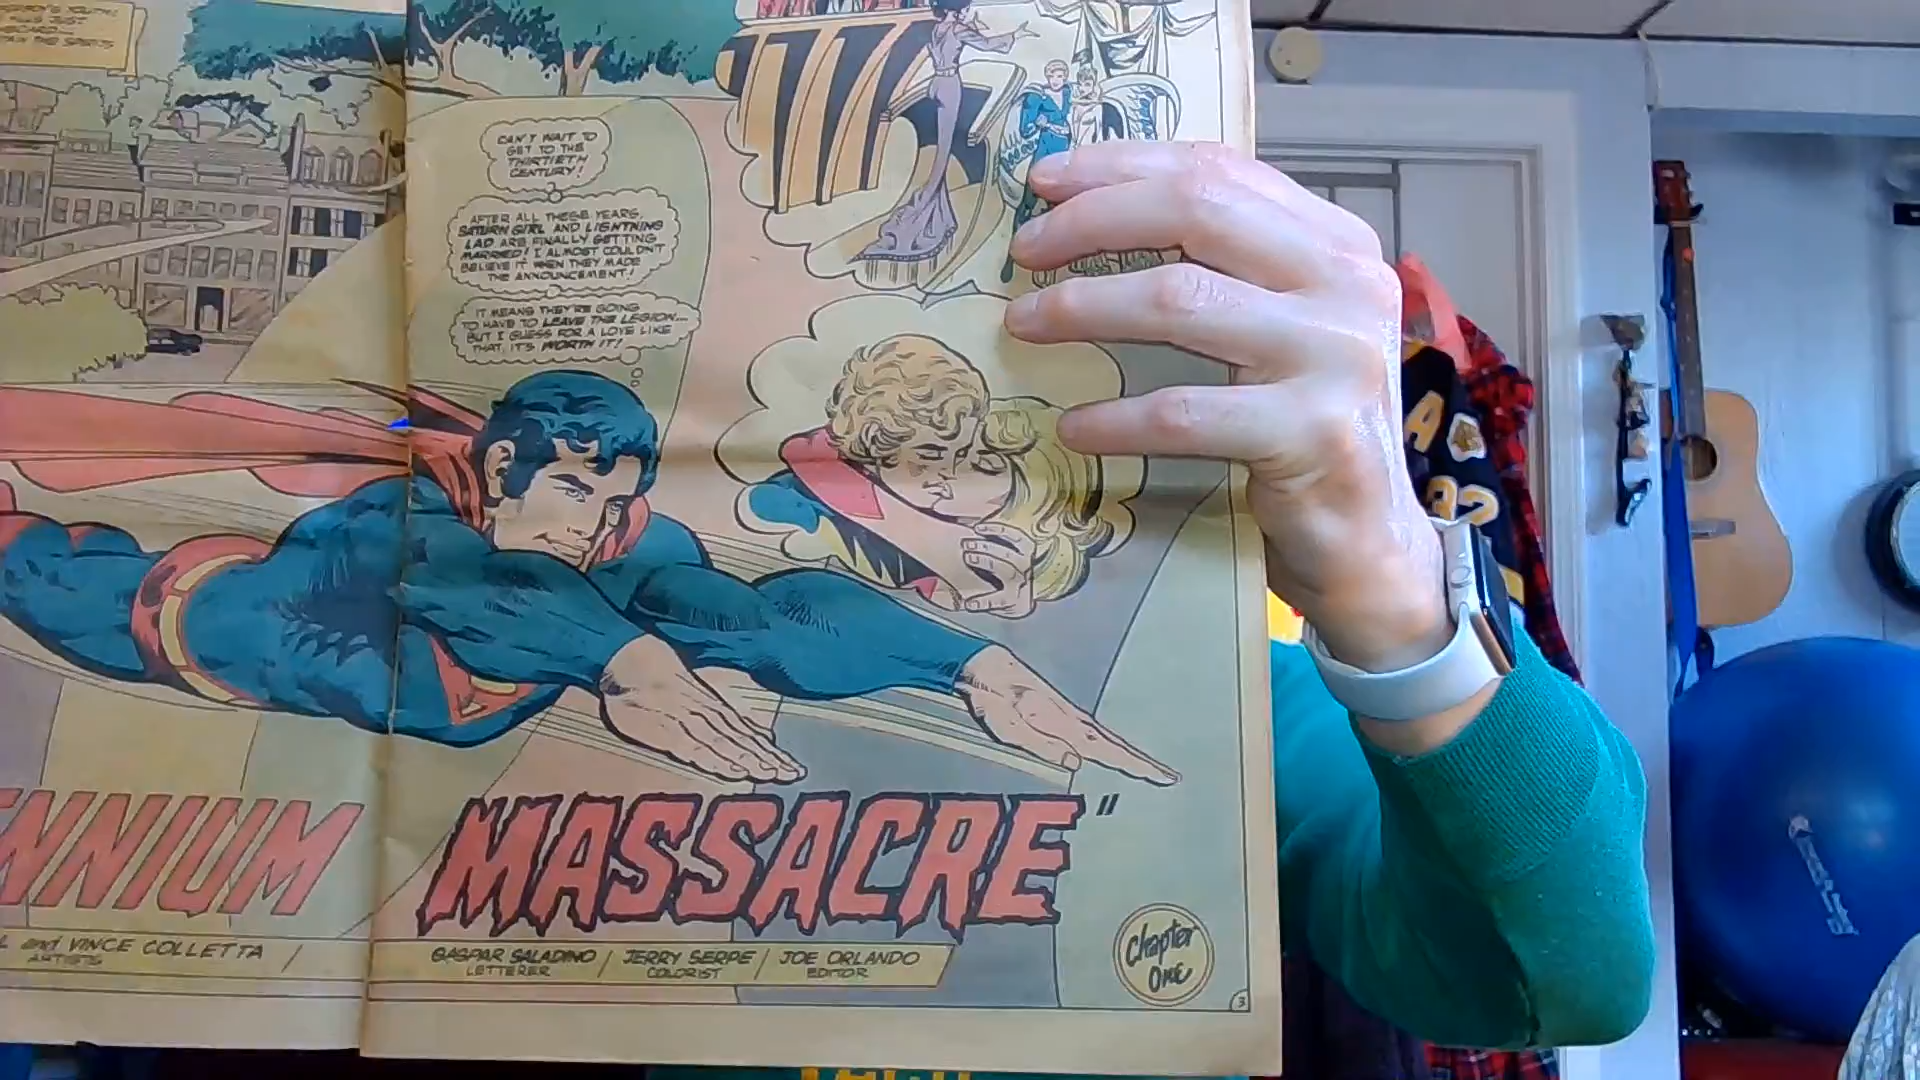 CAN'T WAIT TO
GET TO THE
THIRTIETH
CENTURY!
AFTER ALL THESE YEARS,
SATURN GIRL AND LIGHTNING
LAD ARE FINALLY GETTING
MARRIED! I ALMOST COULDN'T
BELIEVE IT WHEN THEY MADE
THE ANNOUNCEMENT!
IT MEANS THEY'RE GOING
TO HAVE TO LEAVE THE LEGION...
BUT I GUESS FOR A LOVE LIKE
THAT, IT'S WORTH IT!
NNIUM
MASSACRE"
and VINCE COLLETTA
ARTISTS
GASPAR SALADINO
LETTERER
JERRY SERPE
COLORIST
JOE ORLANDO
EDITOR
Chapter
One
3